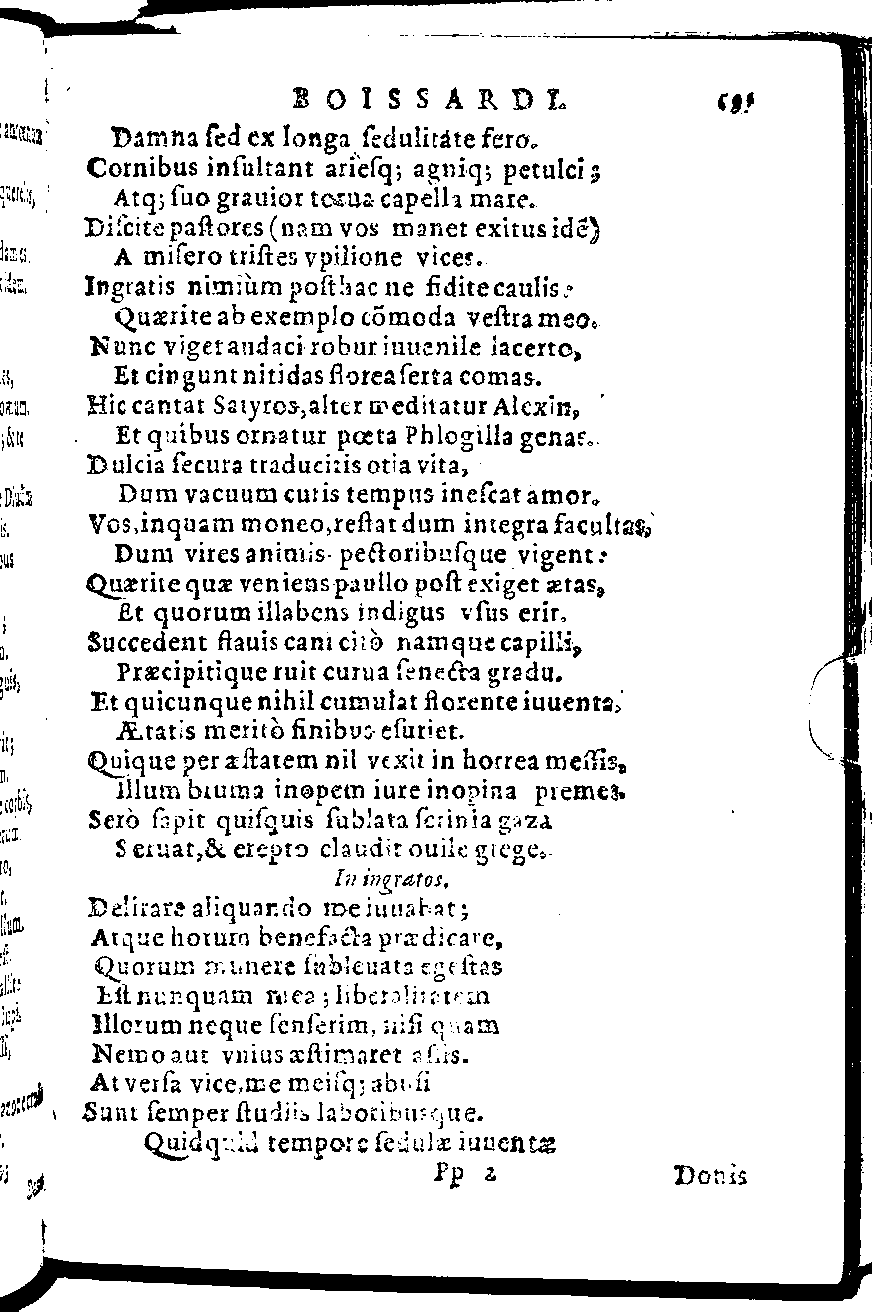 BOISSARDI. 595
Damna ſed ex longa ſedulitáte fero.
Cornibus inſultant arieſq; agniq; petulci;
Atq; ſuo grauior torua capella mare.
Diſcite paſtores (nam vos manet exitus idẽ)
A miſero triſtes vpilione vices.
Ingratis nimiùm poſthac ne fidite caulis:
Quærite ab exemplo cõmoda veſtra meo.
Nunc viget audaci robur iuuenile lacerto,
Et cingunt nitidas florea ſerta comas.
Hic cantat Satyros, alter meditatur Alexin,
Et quibus ornatur pœta Phlogilla genas.
Dulcia ſecura traducitis otia vita,
Dum vacuum curis tempus ineſcat amor.
Vos, inquam moneo, reſtat dum integra facultas,
Dum vires animis pectoribuſque vigent:
Quærite quæ veniens paullo poſt exiget ætas,
Et quorum illabens indigus vſus erit.
Succedent flauis cani citò namque capilli,
Præcipitique ruit curua ſenecta gradu.
Et quicunque nihil cumulat florente iuuenta,
Ætatis meritò finibus eſuriet.
Quique per æſtatem nil vexit in horrea meſſis,
Illum bruma inopem iure inopina premet.
Serò ſapit quiſquis ſublata ſcrinia gaza
Seruat, & erepto claudit ouile grege.
In ingratos.
Delirare aliquando me iuuabat;
Atque horum benefacta prædicare,
Quorum munere ſubleuata egeſtas
Eſt nunquam mea; liberalitatem
Illorum neque ſenſerim, niſi quam
Nemo aut vnius æſtimaret aſſis.
At verſa vice, me meiſq; abuſi
Sunt ſemper ſtudiis laboribuſque.
Quidquid tempore ſedulæ iuuentæ
Pp 2 Donis